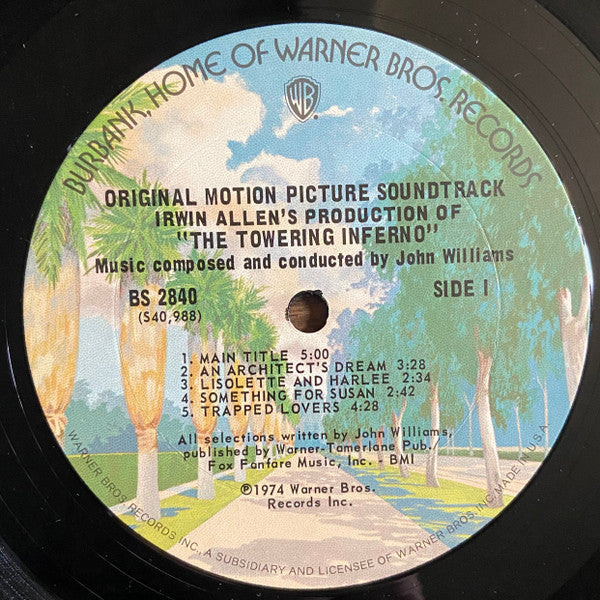 BURBANK, HOME OF WARNER BROS. RECORDS
WB
ORIGINAL MOTION PICTURE SOUNDTRACK
IRWIN ALLEN'S PRODUCTION OF
"THE TOWERING INFERNO"
Music composed and conducted by John Williams
BS 2840
SIDE I
(S40,988)
1. MAIN TITLE 5:00
2. AN ARCHITECT'S DREAM 3:28
3. LISOLETTE AND HARLEE 2:34
4. SOMETHING FOR SUSAN 2:42
5. TRAPPED LOVERS 4:28
All selections written by John Williams,
published by Warner-Tamerlane Pub.
Fox Fanfare Music, Inc. - BMI
℗1974 Warner Bros.
Records Inc.
WARNER BROS. RECORDS INC., A SUBSIDIARY AND LICENSEE OF WARNER BROS. INC. MADE IN U.S.A.